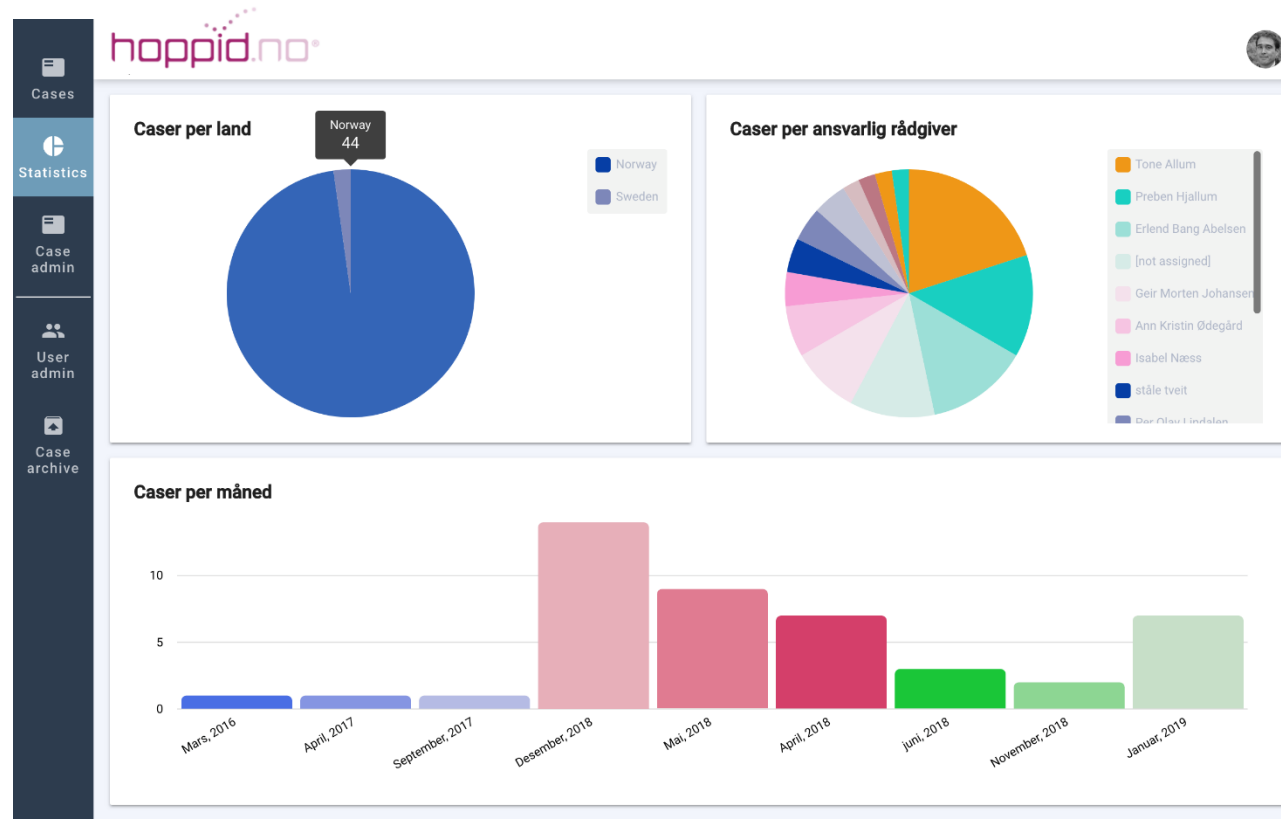 hoppid.no®
Cases
Statistics
Case
admin
User
admin
Case
archive
Caser per land
Norway
44
Norway
Sweden
Caser per ansvarlig rådgiver
Tone Allum
Preben Hjallum
Erlend Bang Abelsen
[not assigned]
Geir Morten Johansen
Ann Kristin Ødegård
Isabel Næss
ståle tveit
Per Olav Lindalen
Caser per måned
10
5
0
Mars, 2016
April, 2017
September, 2017
Desember, 2018
Mai, 2018
April, 2018
juni, 2018
November, 2018
Januar, 2019